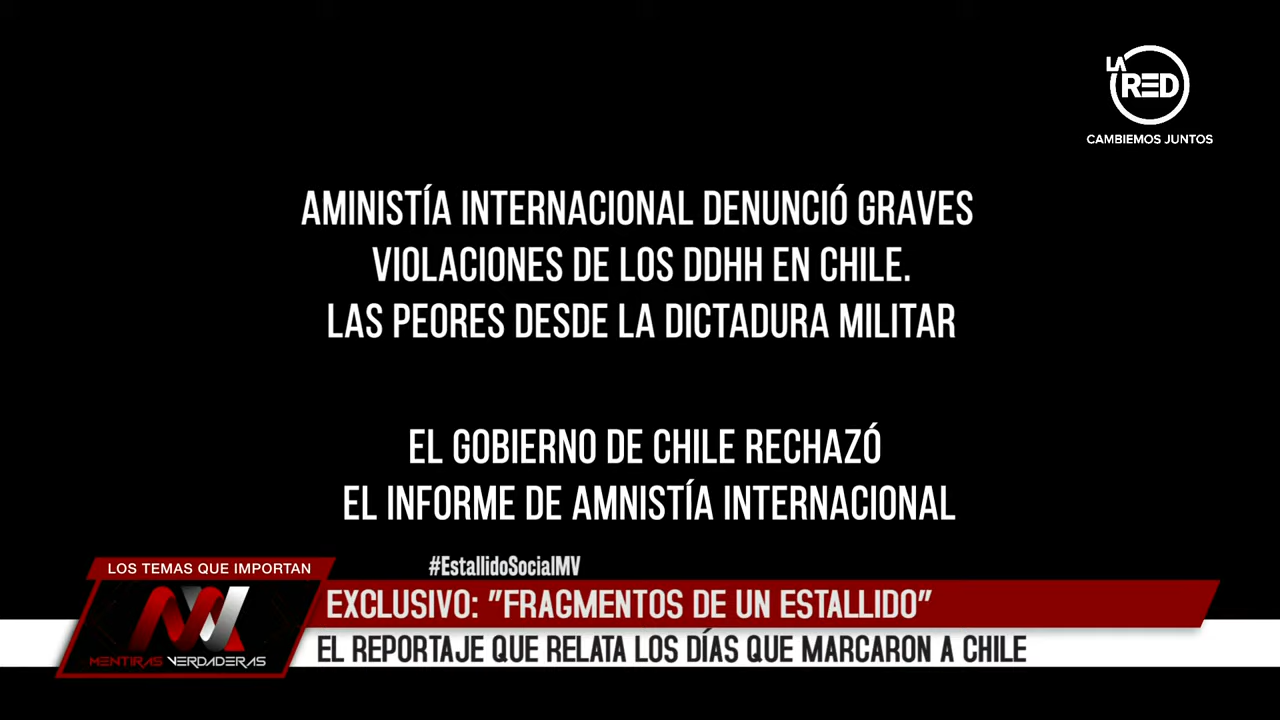 LA
RED
CAMBIEMOS JUNTOS
AMINISTÍA INTERNACIONAL DENUNCIÓ GRAVES
VIOLACIONES DE LOS DDHH EN CHILE.
LAS PEORES DESDE LA DICTADURA MILITAR
EL GOBIERNO DE CHILE RECHAZÓ
EL INFORME DE AMNISTÍA INTERNACIONAL
#EstallidoSocialMV
LOS TEMAS QUE IMPORTAN
MV
MENTIRAS VERDADERAS
EXCLUSIVO: "FRAGMENTOS DE UN ESTALLIDO"
EL REPORTAJE QUE RELATA LOS DÍAS QUE MARCARON A CHILE